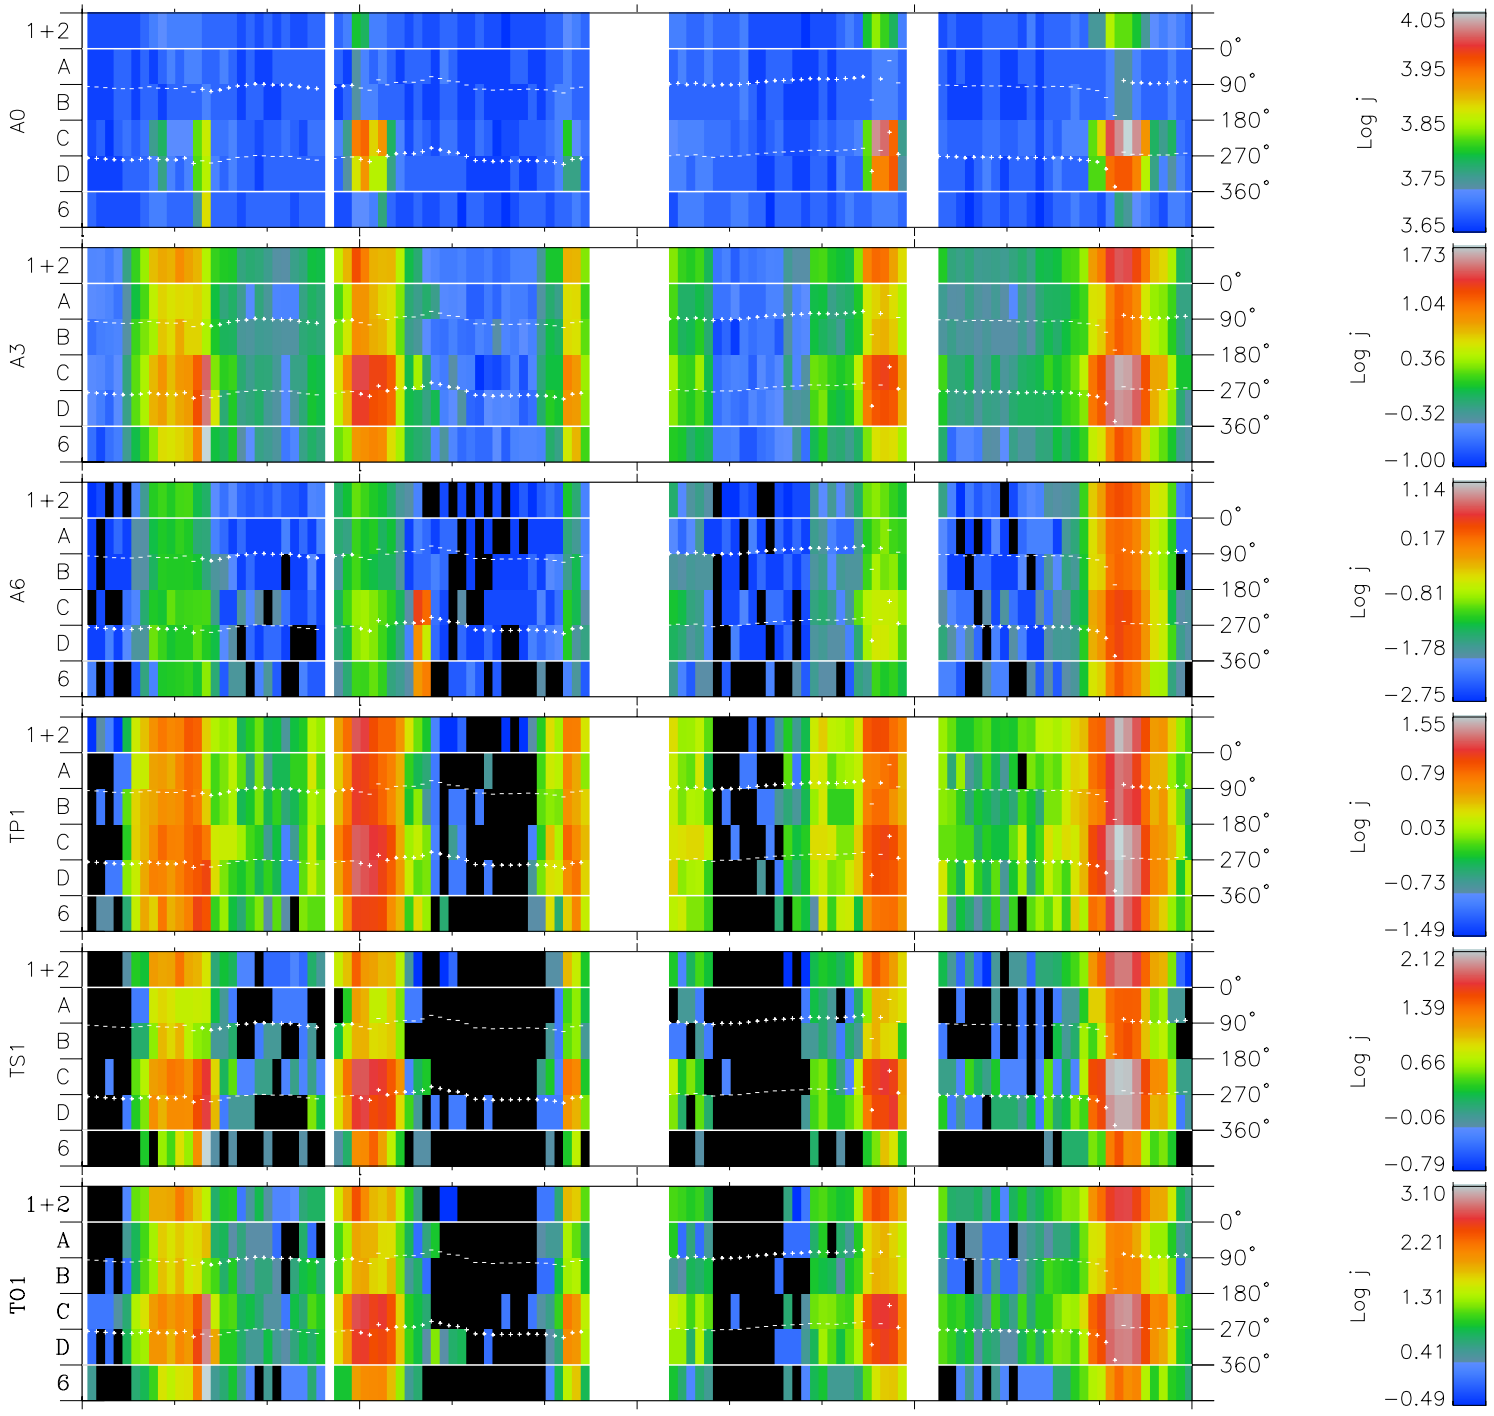 A0
1+2
A
B
C
D
6
0°
90°
180°
270°
360°
Log j
4.05
3.95
3.85
3.75
3.65
A3
1+2
A
B
C
D
6
0°
90°
180°
270°
360°
Log j
1.73
1.04
0.36
−0.32
−1.00
A6
1+2
A
B
C
D
6
0°
90°
180°
270°
360°
Log j
1.14
0.17
−0.81
−1.78
−2.75
TP1
1+2
A
B
C
D
6
0°
90°
180°
270°
360°
Log j
1.55
0.79
0.03
−0.73
−1.49
TS1
1+2
A
B
C
D
6
0°
90°
180°
270°
360°
Log j
2.12
1.39
0.66
−0.06
−0.79
TO1
1+2
A
B
C
D
6
0°
90°
180°
270°
360°
Log j
3.10
2.21
1.31
0.41
−0.49